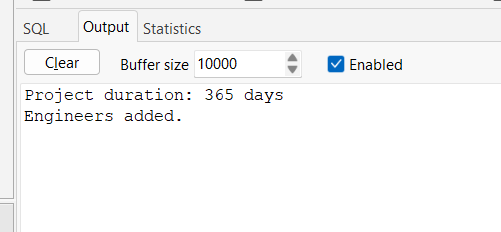 SQL Output Statistics
Clear Buffer size 10000 Enabled
Project duration: 365 days
Engineers added.